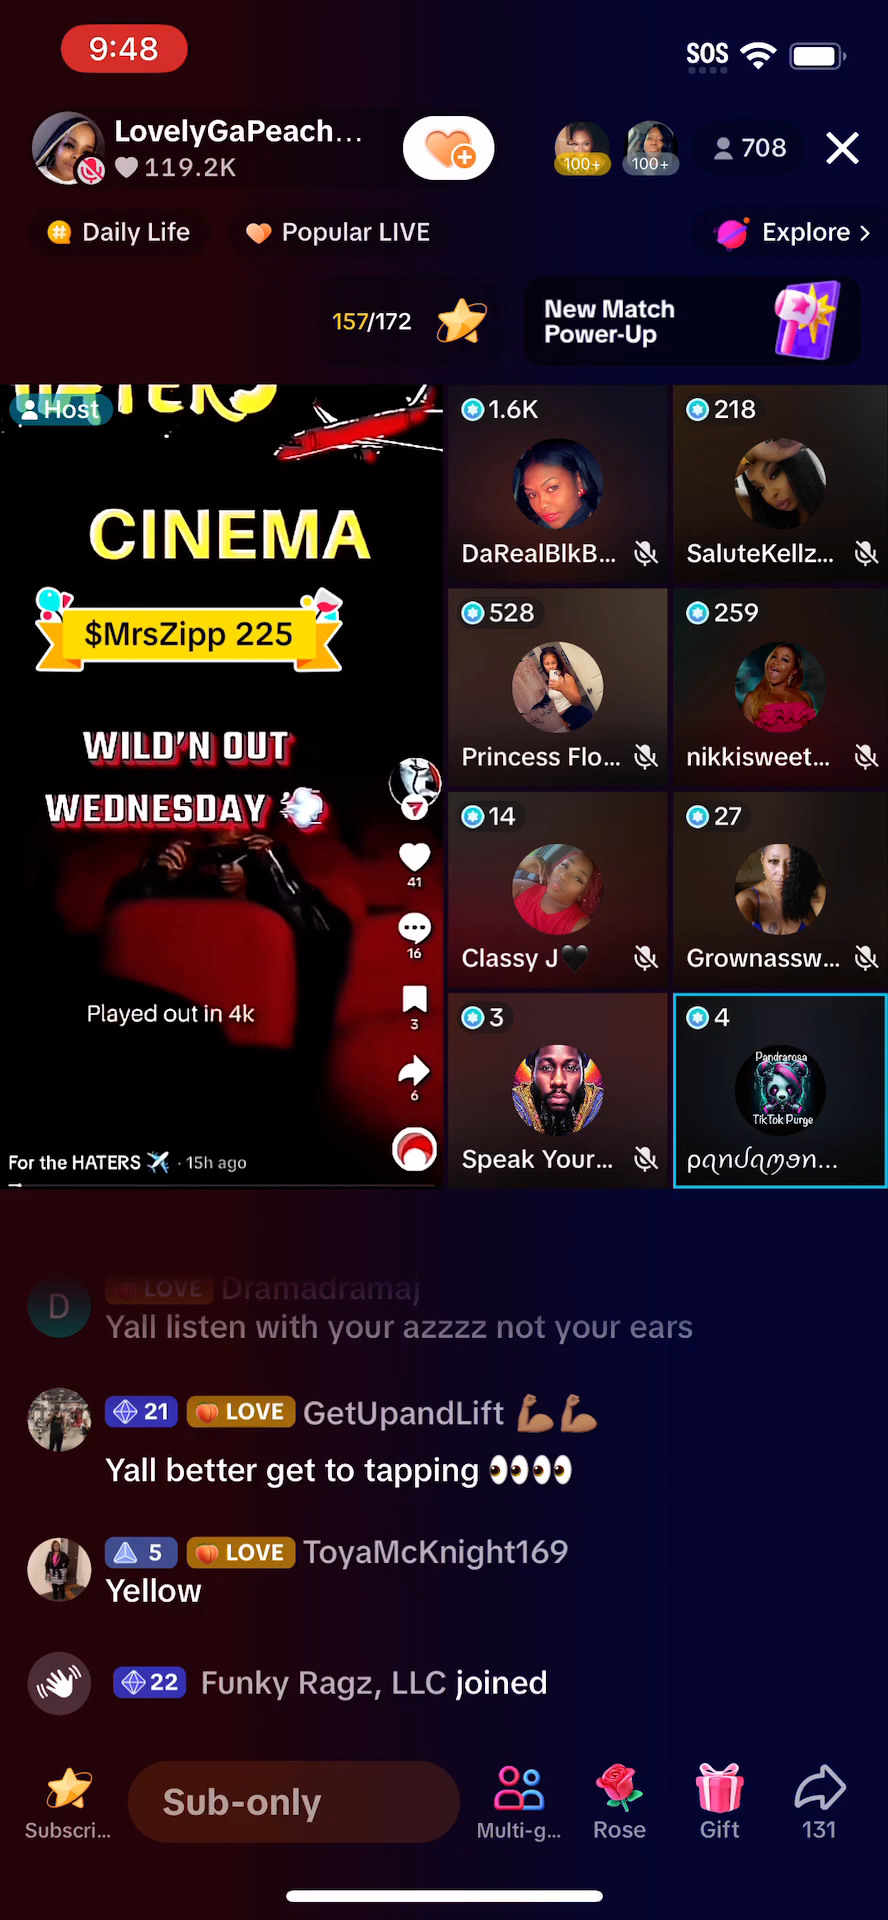 9:48
SOS
LovelyGaPeach...
119.2K
100+
100+
708
Daily Life
Popular LIVE
Explore >
157/172
New Match
Power-Up
HATERS
Host
CINEMA
$MrsZipp 225
WILD'N OUT
WEDNESDAY 💨
41
16
3
6
Played out in 4k
For the HATERS ✈️ · 15h ago
1.6K
DaRealBlkB...
218
SaluteKellz...
528
Princess Flo...
259
nikkisweet...
14
Classy J🖤
27
Grownassw...
3
Speak Your...
4
Pandrarosa
TikTok Purge
D
LOVE Dramadramaj
Yall listen with your azzzz not your ears
21 🍑 LOVE GetUpandLift 💪🏽💪🏽
Yall better get to tapping 👀👀👀👀
5 🍑 LOVE ToyaMcKnight169
Yellow
22 Funky Ragz, LLC joined
Subscri...
Sub-only
Multi-g...
Rose
Gift
131